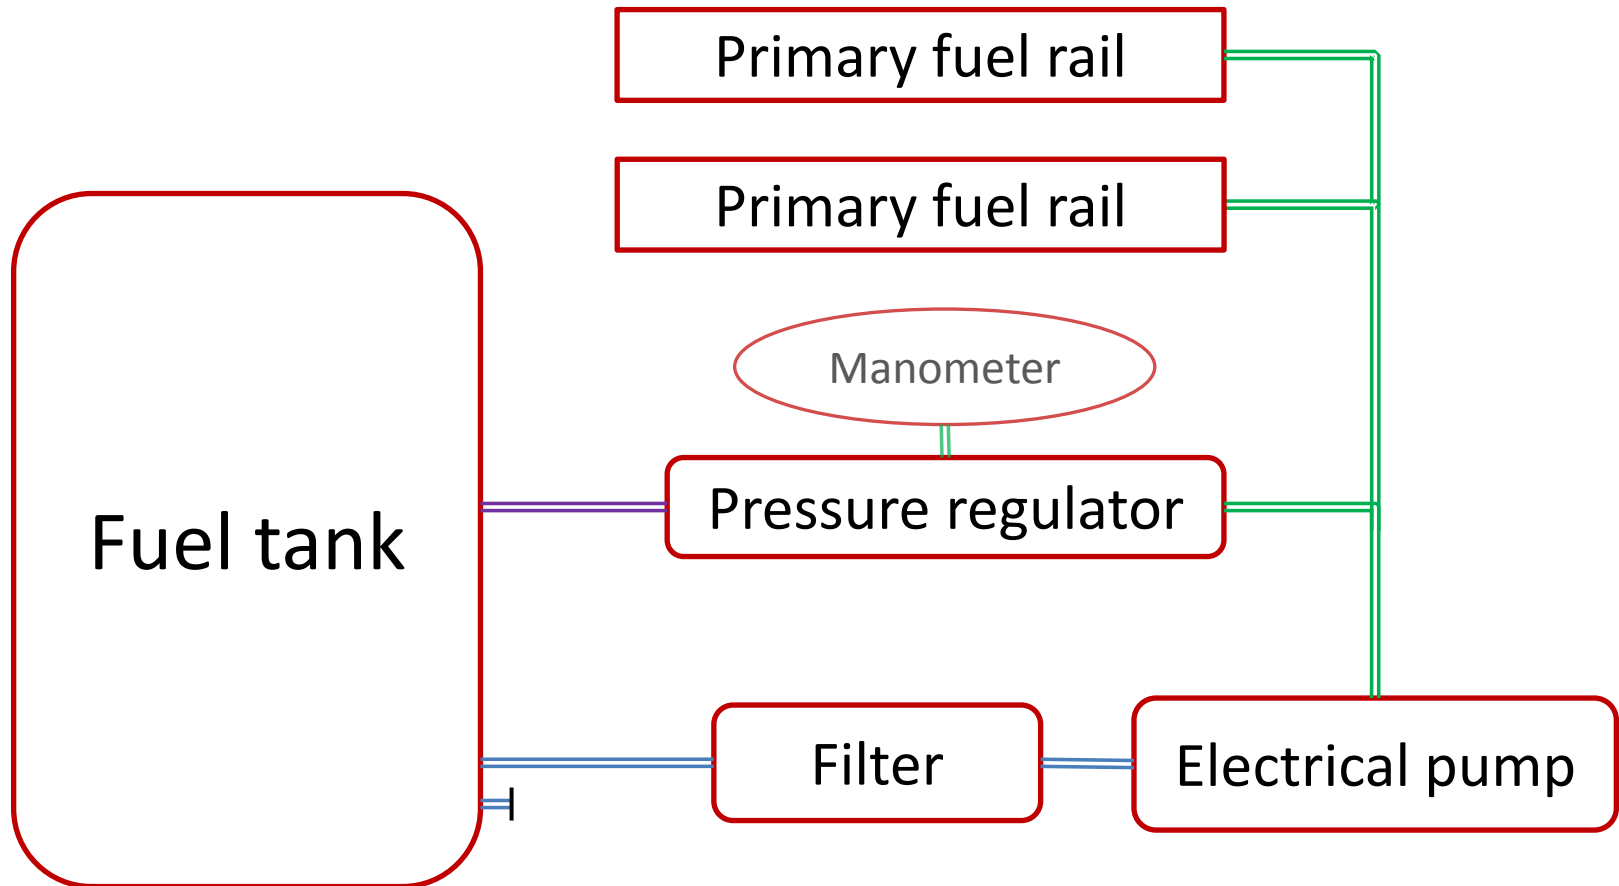 Primary fuel rail
Primary fuel rail
Manometer
Pressure regulator
Fuel tank
Filter
Electrical pump